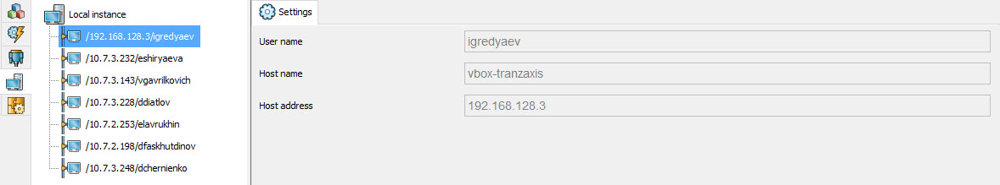 Local instance
/192.168.128.3/igredyaev
/10.7.3.232/eshiryaeva
/10.7.3.143/vgavrilkovich
/10.7.3.228/ddiatlov
/10.7.2.253/elavrukhin
/10.7.2.198/dfaskhutdinov
/10.7.3.248/dchernienko
Settings
User name igredyaev
Host name vbox-tranzaxis
Host address 192.168.128.3